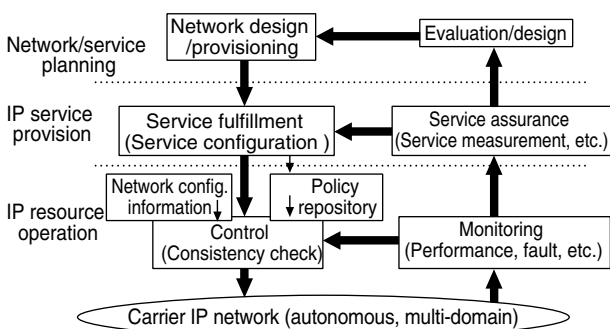 Network/service
planning
Network design
/provisioning
Evaluation/design
IP service
provision
Service fulfillment
(Service configuration )
Service assurance
(Service measurement, etc.)
IP resource
operation
Network config.
information
Policy
repository
Control
(Consistency check)
Monitoring
(Performance, fault, etc.)
Carrier IP network (autonomous, multi-domain)